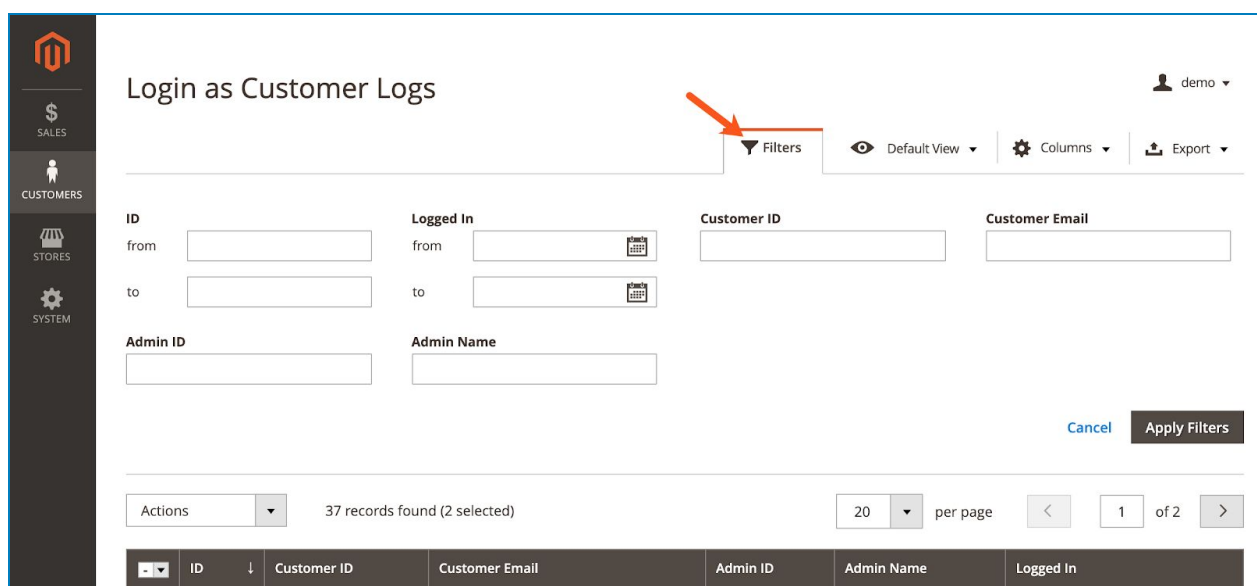 demo
Login as Customer Logs
$
SALES
Filters
Default View
Columns
Export
CUSTOMERS
ID
Logged In
Customer ID
Customer Email
from
from
STORES
to
to
SYSTEM
Admin ID
Admin Name
Cancel
Apply Filters
Actions
37 records found (2 selected)
20
per page
<
1
of 2
>
-
ID
↓
Customer ID
Customer Email
Admin ID
Admin Name
Logged In